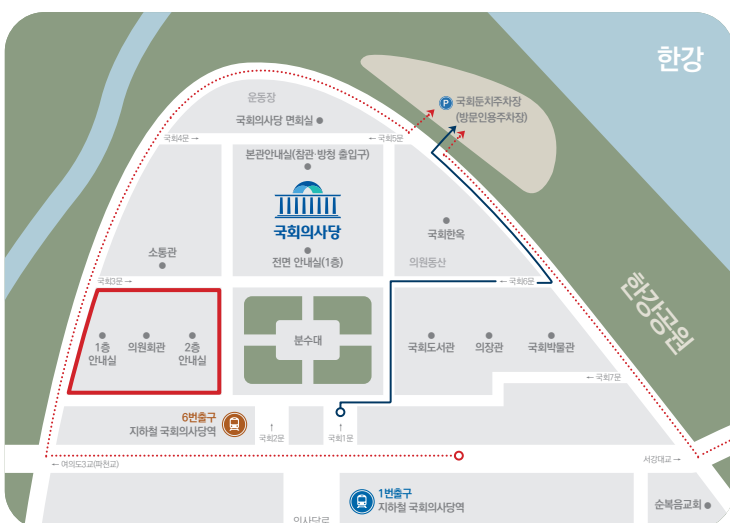 한강
운동장
P 국회둔치주차장
(방문인용주차장)
국회의사당 면회실
국회4문 →
← 국회5문
본관안내실(참관·방청 출입구)
국회의사당
국회한옥
소통관
전면 안내실(1층)
의원동산
국회3문 →
← 국회6문
한강공원
1층
안내실
의원회관
2층
안내실
분수대
국회도서관
의장관
국회박물관
← 국회7문
6번출구
지하철 국회의사당역
↑
국회2문
↑
국회1문
← 여의도3교(파천교)
서강대교 →
1번출구
지하철 국회의사당역
순복음교회
의사당로